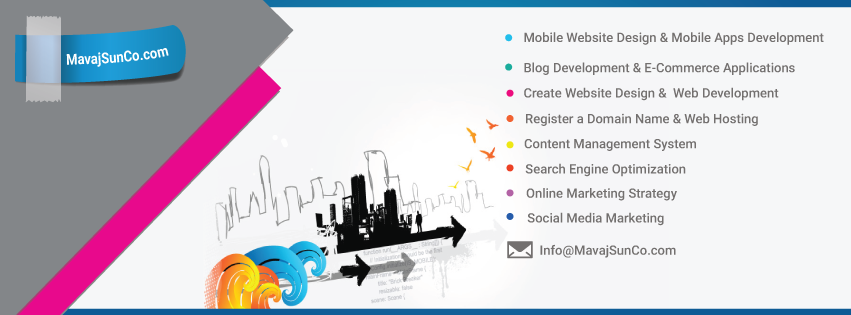 MavajSunCo.com
Mobile Website Design & Mobile Apps Development
Blog Development & E-Commerce Applications
Create Website Design & Web Development
Register a Domain Name & Web Hosting
Content Management System
Search Engine Optimization
Online Marketing Strategy
Social Media Marketing
Info@MavajSunCo.com